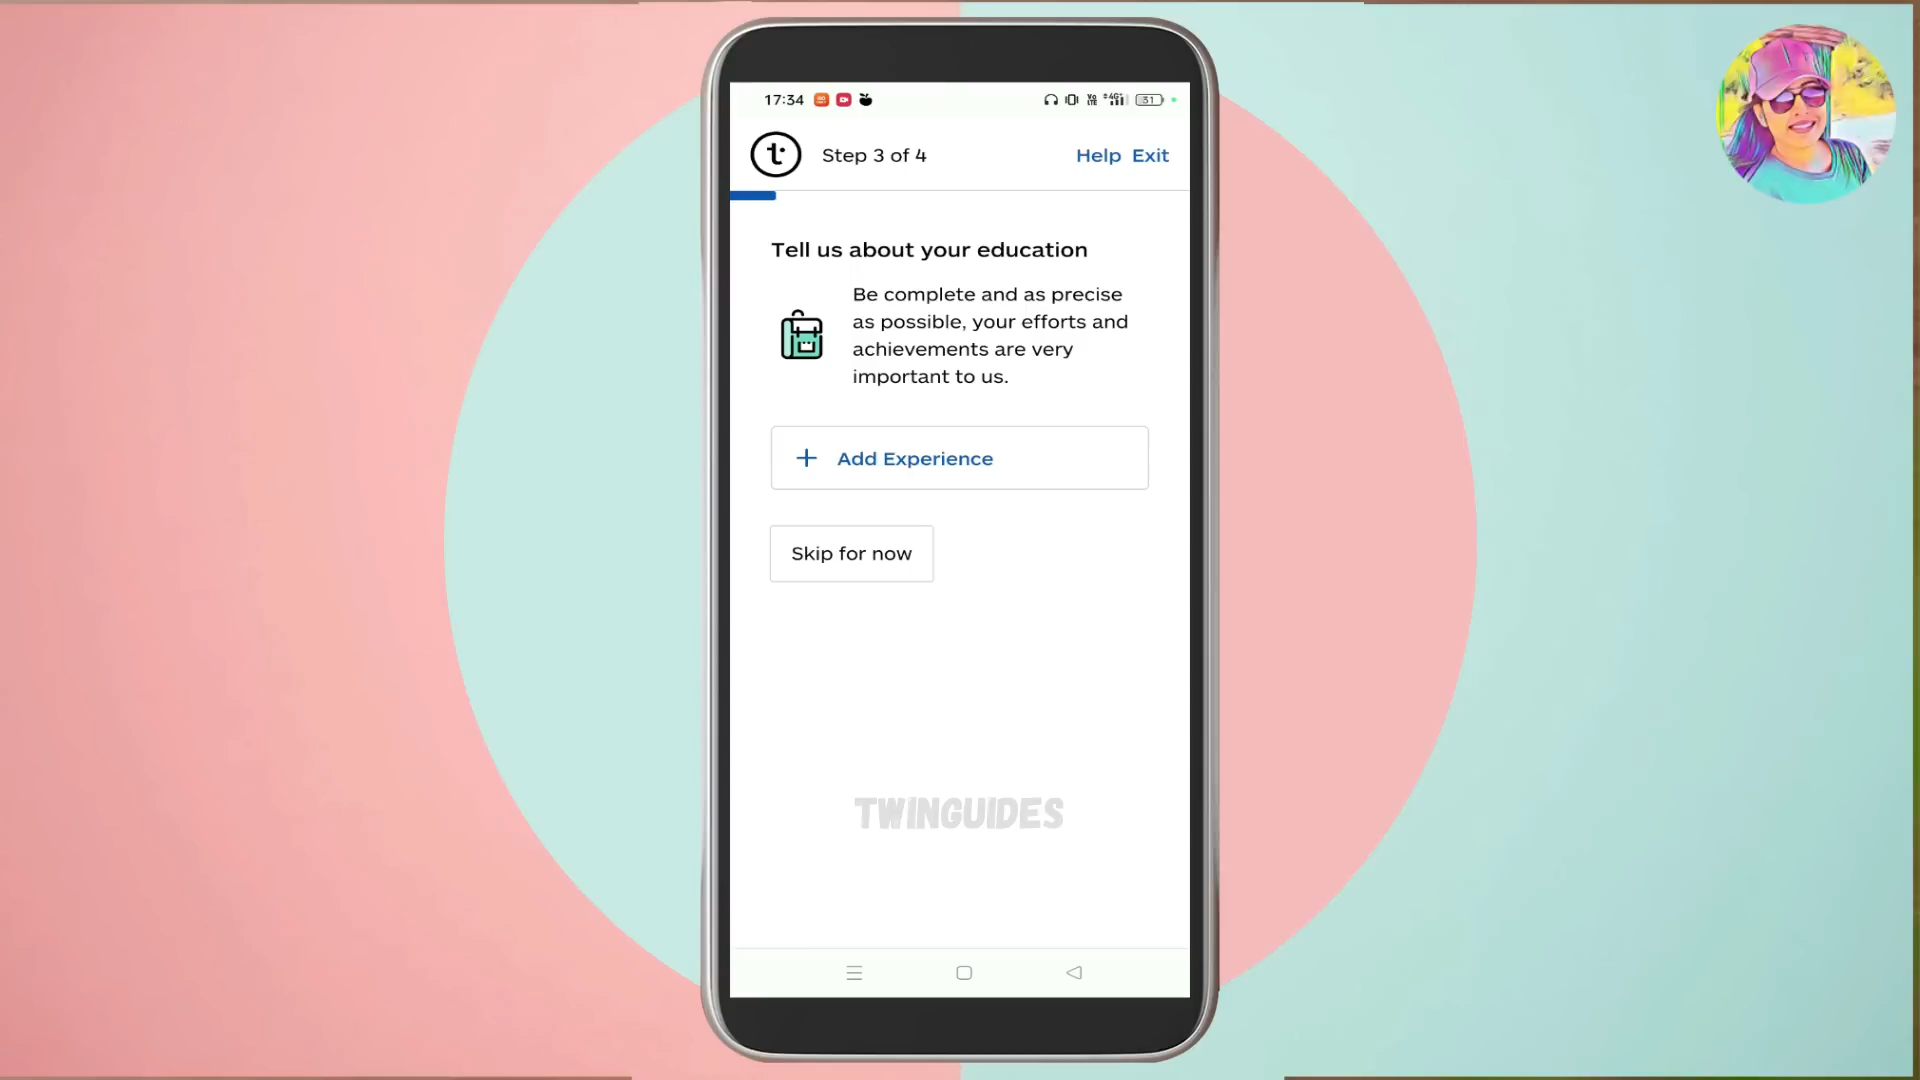 17:34
31
t
Step 3 of 4
Help Exit
Tell us about your education
Be complete and as precise
as possible, your efforts and
achievements are very
important to us.
+ Add Experience
Skip for now
TWINGUIDES